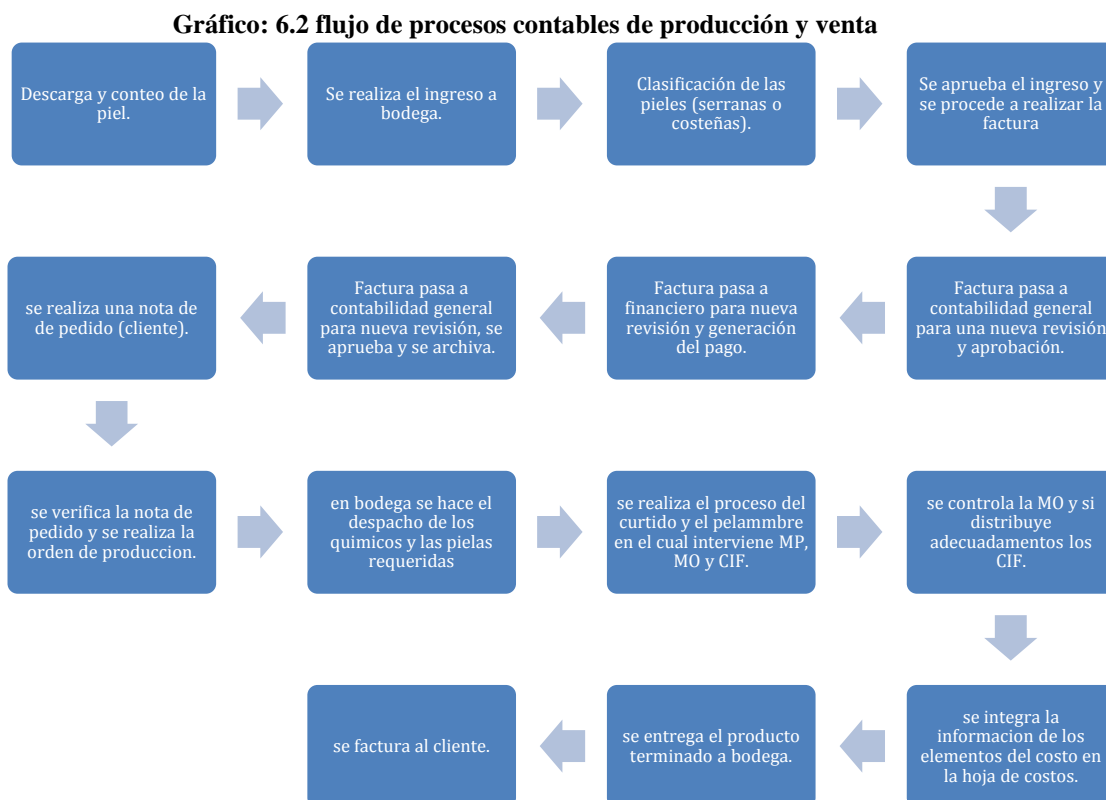 Gráfico: 6.2 flujo de procesos contables de producción y venta
Descarga y conteo de la
piel.
Se realiza el ingreso a
bodega.
Clasificación de las
pieles (serranas o
costeñas).
Se aprueba el ingreso y
se procede a realizar la
factura
Factura pasa a
contabilidad general
para una nueva revisión
y aprobación.
Factura pasa a
financiero para nueva
revisión y generación
del pago.
Factura pasa a
contabilidad general
para nueva revisión, se
aprueba y se archiva.
se realiza una nota de
de pedido (cliente).
se verifica la nota de
pedido y se realiza la
orden de produccion.
en bodega se hace el
despacho de los
quimicos y las pielas
requeridas
se realiza el proceso del
curtido y el pelammbre
en el cual interviene MP,
MO y CIF.
se controla la MO y si
distribuye
adecuadamentos los
CIF.
se integra la
informacion de los
elementos del costo en
la hoja de costos.
se entrega el producto
terminado a bodega.
se factura al cliente.